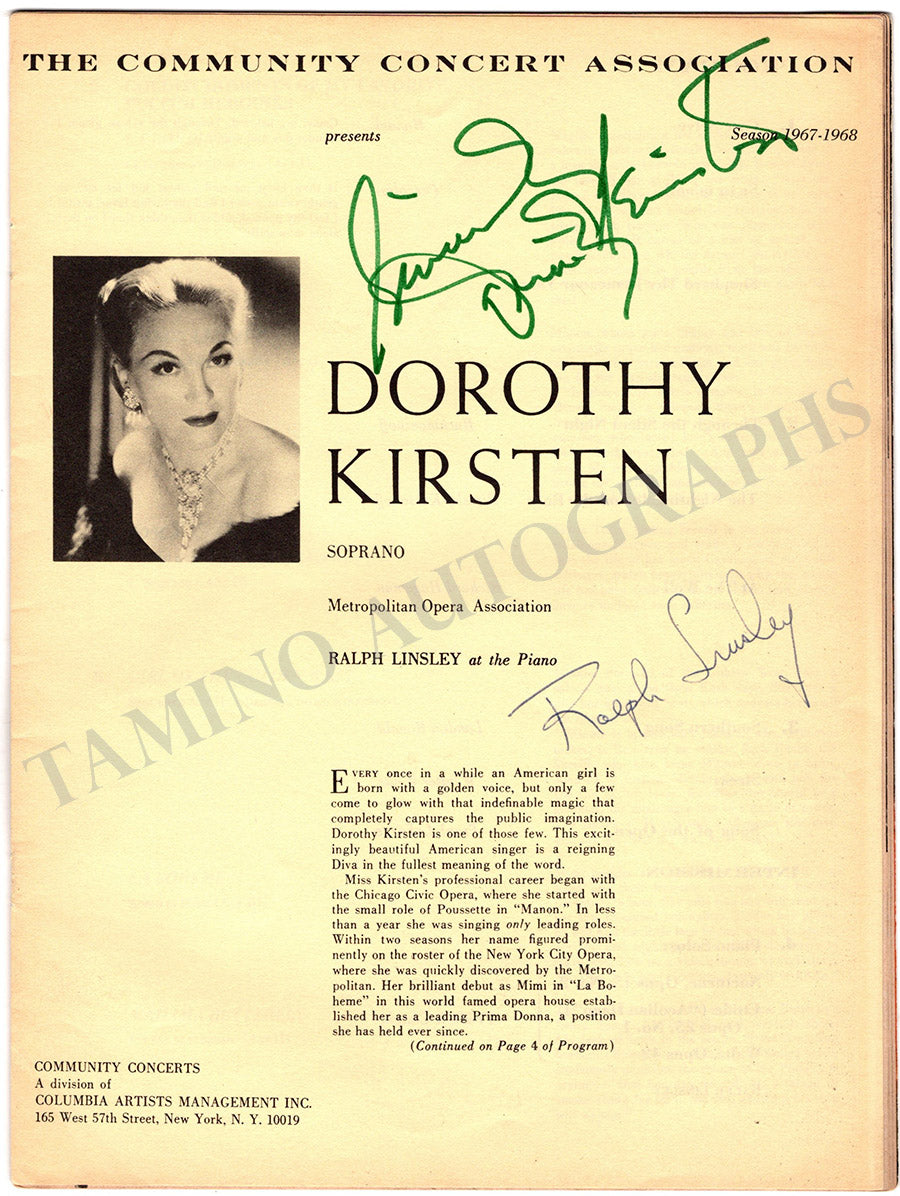 THE COMMUNITY CONCERT ASSOCIATION
presents
Season 1967-1968
Sincerely
Dorothy Kirsten
DOROTHY
KIRSTEN
SOPRANO
Metropolitan Opera Association
RALPH LINSLEY at the Piano
Ralph Linsley
TAMINO AUTOGRAPHS
EVERY once in a while an American girl is
born with a golden voice, but only a few
come to glow with that indefinable magic that
completely captures the public imagination.
Dorothy Kirsten is one of those few. This excit-
ingly beautiful American singer is a reigning
Diva in the fullest meaning of the word.
Miss Kirsten's professional career began with
the Chicago Civic Opera, where she started with
the small role of Poussette in "Manon." In less
than a year she was singing only leading roles.
Within two seasons her name figured promi-
nently on the roster of the New York City Opera,
where she was quickly discovered by the Metro-
politan. Her brilliant debut as Mimi in "La Bo-
heme" in this world famed opera house estab-
lished her as a leading Prima Donna, a position
she has held ever since.
(Continued on Page 4 of Program)
COMMUNITY CONCERTS
A division of
COLUMBIA ARTISTS MANAGEMENT INC.
165 West 57th Street, New York, N. Y. 10019